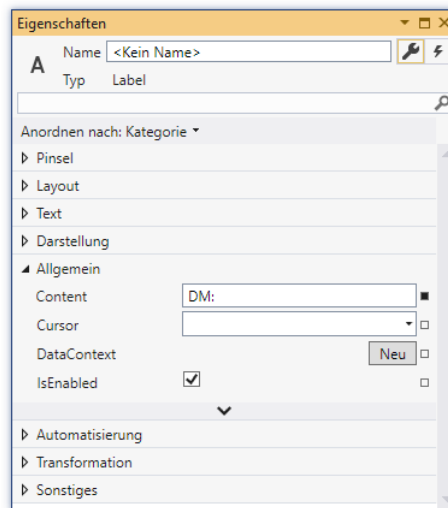 Eigenschaften
Name <Kein Name>
A
Typ Label
Anordnen nach: Kategorie
Pinsel
Layout
Text
Darstellung
Allgemein
Content DM:
Cursor
DataContext Neu
IsEnabled
Automatisierung
Transformation
Sonstiges